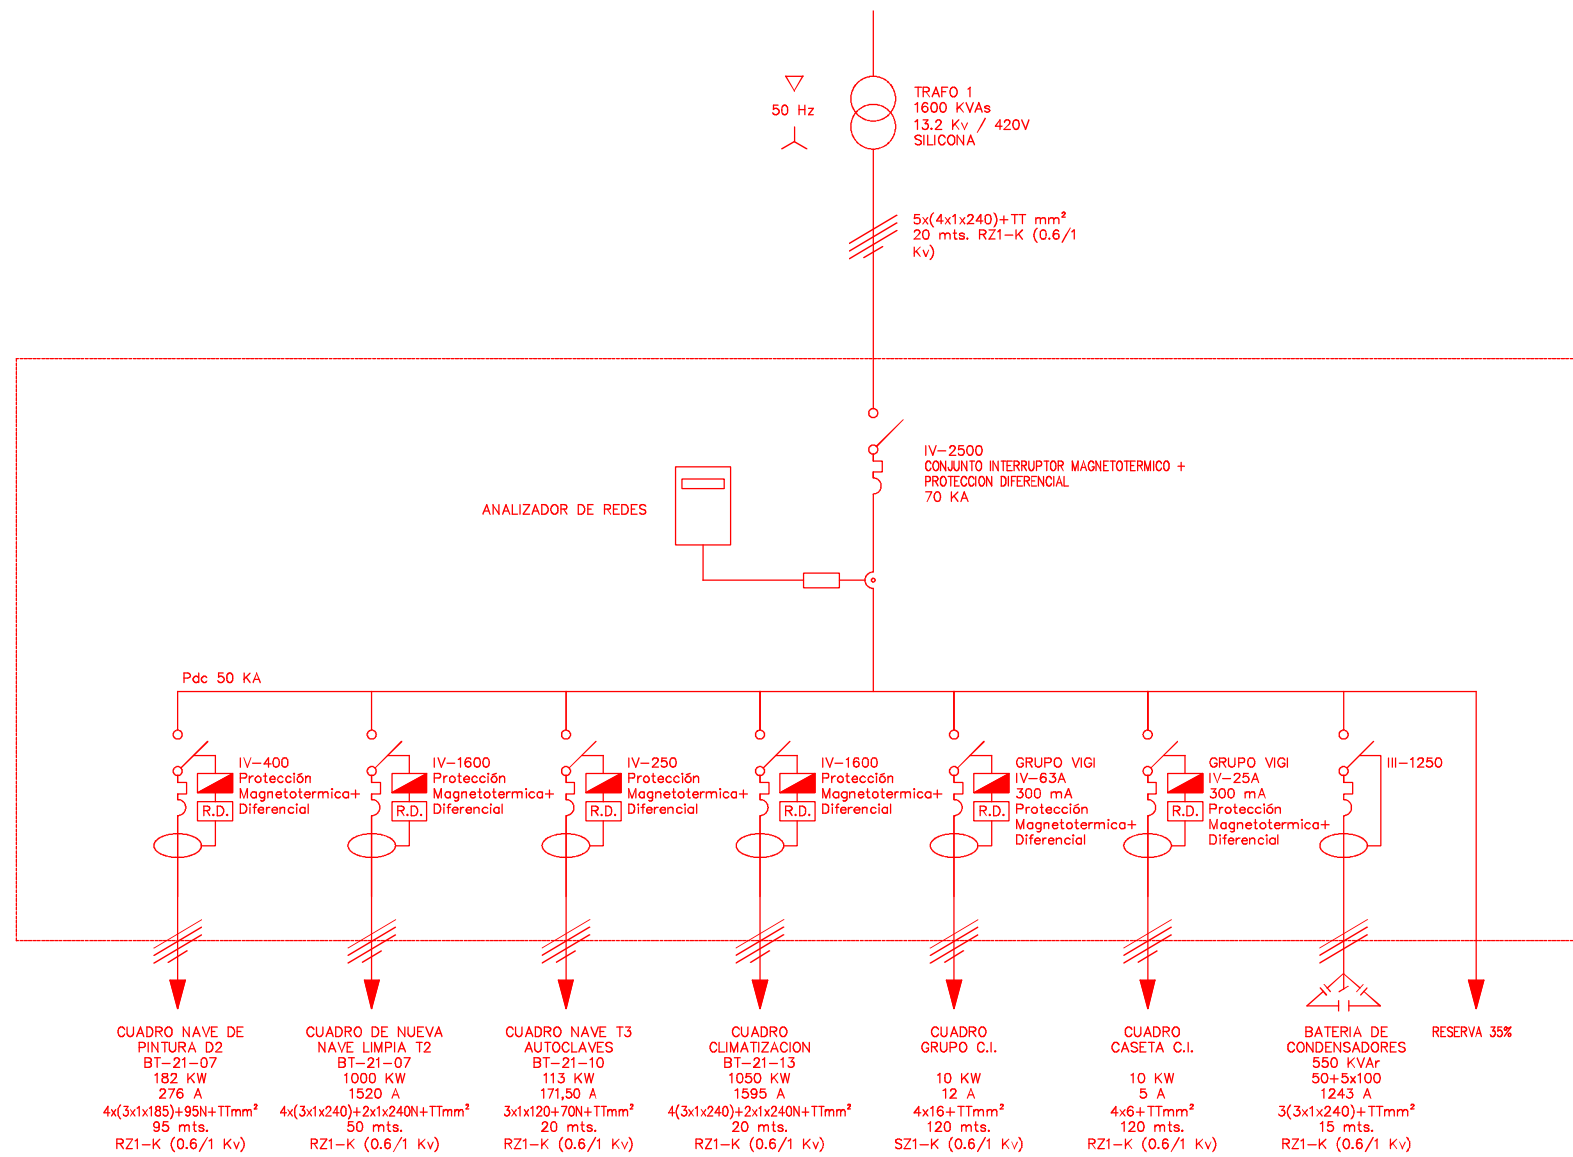 50 Hz
TRAFO 1
1600 KVAs
13.2 Kv / 420V
SILICONA
5x(4x1x240)+TT mm²
20 mts. RZ1-K (0.6/1
Kv)
IV-2500
CONJUNTO INTERRUPTOR MAGNETOTERMICO +
PROTECCION DIFERENCIAL
70 KA
ANALIZADOR DE REDES
Pdc 50 KA
IV-400
Protección
Magnetotermica+
Diferencial
R.D.
IV-1600
Protección
Magnetotermica+
Diferencial
R.D.
IV-250
Protección
Magnetotermica+
Diferencial
R.D.
IV-1600
Protección
Magnetotermica+
Diferencial
R.D.
GRUPO VIGI
IV-63A
300 mA
Protección
Magnetotermica+
Diferencial
R.D.
GRUPO VIGI
IV-25A
300 mA
Protección
Magnetotermica+
Diferencial
R.D.
III-1250
CUADRO NAVE DE
PINTURA D2
BT-21-07
182 KW
276 A
4x(3x1x185)+95N+TTmm²
95 mts.
RZ1-K (0.6/1 Kv)
CUADRO DE NUEVA
NAVE LIMPIA T2
BT-21-07
1000 KW
1520 A
4x(3x1x240)+2x1x240N+TTmm²
50 mts.
RZ1-K (0.6/1 Kv)
CUADRO NAVE T3
AUTOCLAVES
BT-21-10
113 KW
171,50 A
3x1x120+70N+TTmm²
20 mts.
RZ1-K (0.6/1 Kv)
CUADRO
CLIMATIZACION
BT-21-13
1050 KW
1595 A
4(3x1x240)+2x1x240N+TTmm²
20 mts.
RZ1-K (0.6/1 Kv)
CUADRO
GRUPO C.I.
10 KW
12 A
4x16+TTmm²
120 mts.
SZ1-K (0.6/1 Kv)
CUADRO
CASETA C.I.
10 KW
5 A
4x6+TTmm²
120 mts.
RZ1-K (0.6/1 Kv)
BATERIA DE
CONDENSADORES
550 KVAr
50+5x100
1243 A
3(3x1x240)+TTmm²
15 mts.
RZ1-K (0.6/1 Kv)
RESERVA 35%